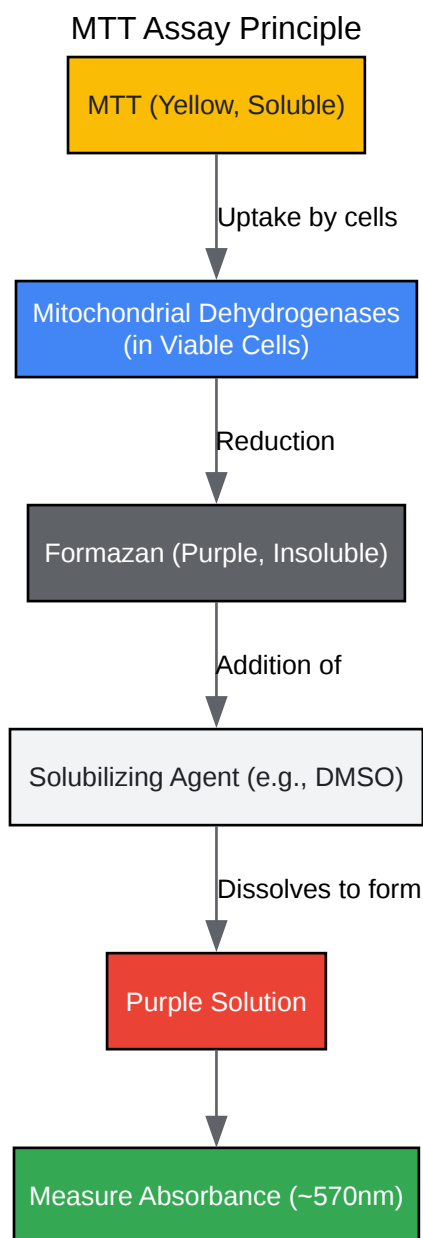 MTT Assay Principle
MTT (Yellow, Soluble)
Uptake by cells
Mitochondrial Dehydrogenases
(in Viable Cells)
Reduction
Formazan (Purple, Insoluble)
Addition of
Solubilizing Agent (e.g., DMSO)
Dissolves to form
Purple Solution
Measure Absorbance (~570nm)